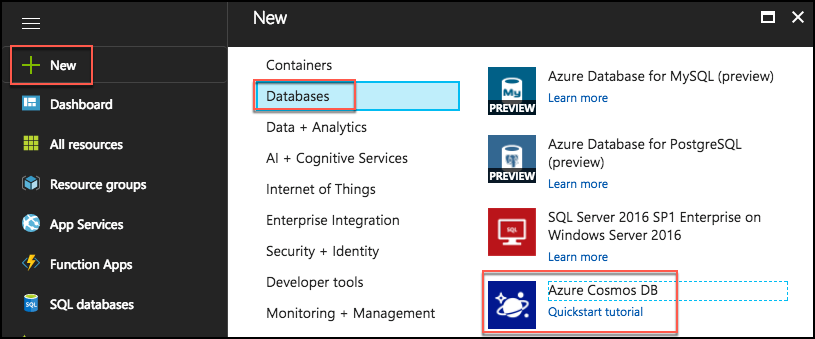 New
New
Dashboard
All resources
Resource groups
App Services
Function Apps
SQL
SQL databases
Containers
Databases
Data + Analytics
AI + Cognitive Services
Internet of Things
Enterprise Integration
Security + Identity
Developer tools
Monitoring + Management
My
PREVIEW
Azure Database for MySQL (preview)
Learn more
PREVIEW
Azure Database for PostgreSQL
(preview)
Learn more
SQL
SQL Server 2016 SP1 Enterprise on
Windows Server 2016
Learn more
Azure Cosmos DB
Quickstart tutorial